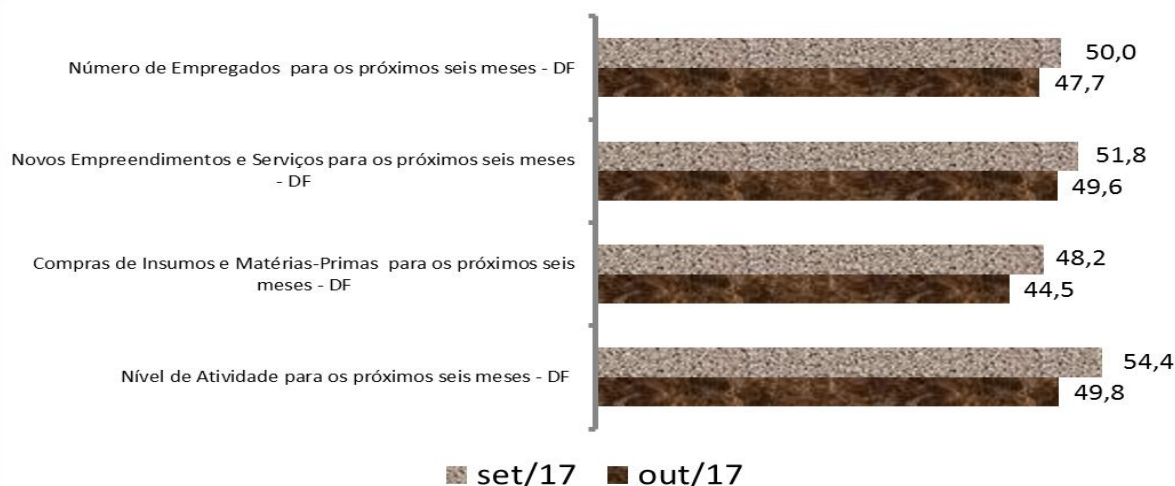 Número de Empregados para os próximos seis meses - DF
50,0
47,7
Novos Empreendimentos e Serviços para os próximos seis meses
- DF
51,8
49,6
Compras de Insumos e Matérias-Primas para os próximos seis
meses - DF
48,2
44,5
Nível de Atividade para os próximos seis meses - DF
54,4
49,8
set/17 out/17